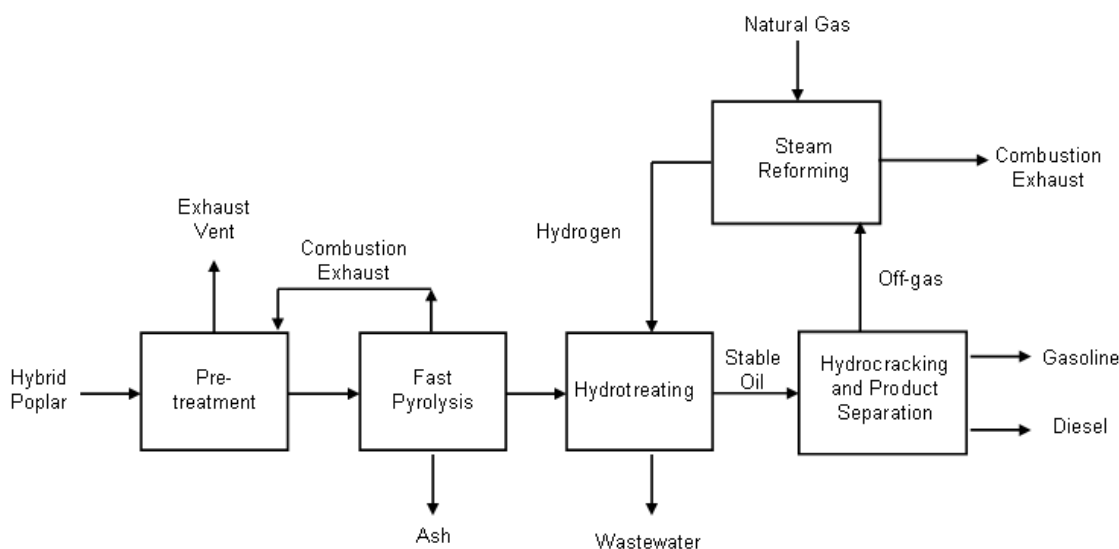 Natural Gas
Steam
Reforming
Combustion
Exhaust
Exhaust
Vent
Combustion
Exhaust
Hydrogen
Off-gas
Hybrid
Poplar
Pre-
treatment
Fast
Pyrolysis
Hydrotreating
Stable
Oil
Hydrocracking
and Product
Separation
Gasoline
Diesel
Ash
Wastewater